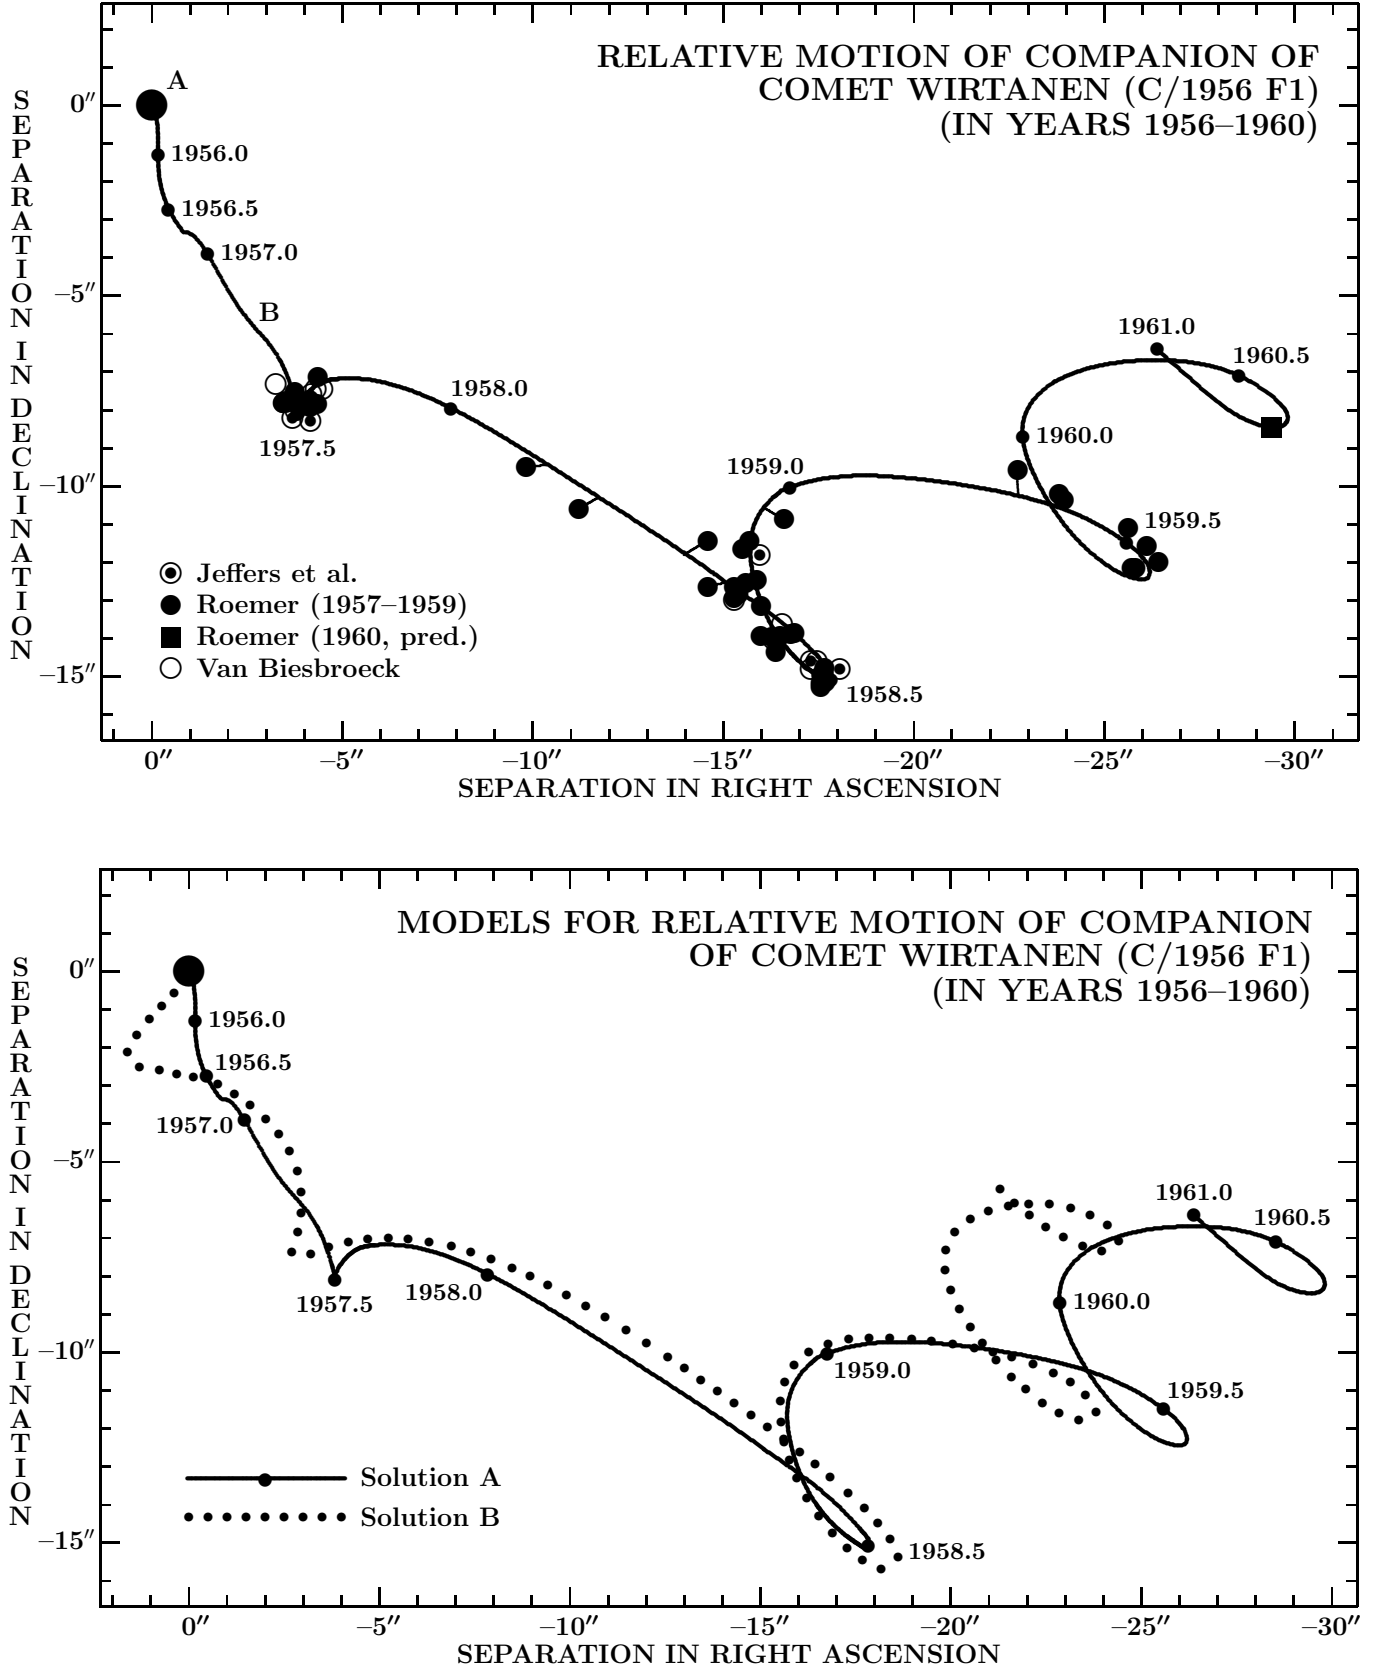 RELATIVE MOTION OF COMPANION OF
COMET WIRTANEN (C/1956 F1)
(IN YEARS 1956–1960)
SEPARATION IN DECLINATION
0″
–5″
–10″
–15″
A
1956.0
1956.5
1957.0
B
1957.5
1958.0
1958.5
1959.0
1959.5
1960.0
1960.5
1961.0
Jeffers et al.
Roemer (1957–1959)
Roemer (1960, pred.)
Van Biesbroeck
0″ –5″ –10″ –15″ –20″ –25″ –30″
SEPARATION IN RIGHT ASCENSION
MODELS FOR RELATIVE MOTION OF COMPANION
OF COMET WIRTANEN (C/1956 F1)
(IN YEARS 1956–1960)
SEPARATION IN DECLINATION
0″
–5″
–10″
–15″
1956.0
1956.5
1957.0
1957.5
1958.0
1958.5
1959.0
1959.5
1960.0
1960.5
1961.0
Solution A
Solution B
0″ –5″ –10″ –15″ –20″ –25″ –30″
SEPARATION IN RIGHT ASCENSION